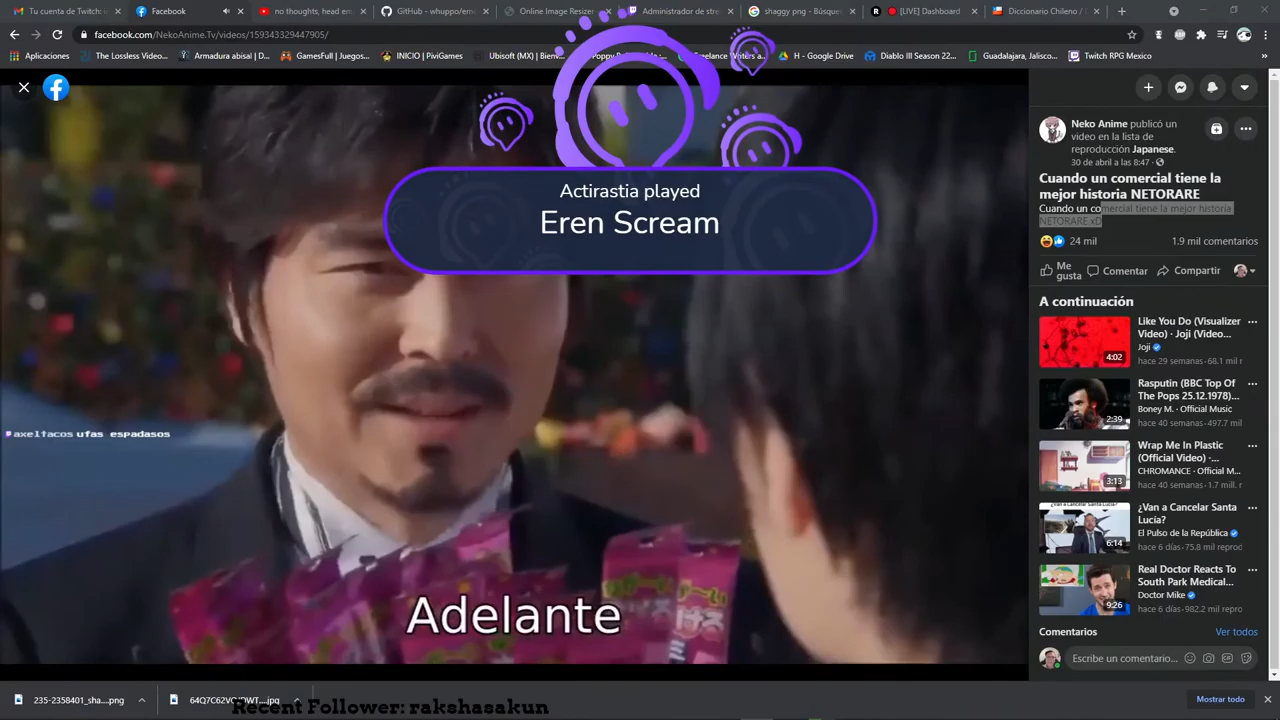 Tu cuenta de Twitch:
Facebook
no thoughts, head em
GitHub - whuppo/em
Online Image Resizer
Administrador de stre
shaggy png - Búsque
[LIVE] Dashboard
Diccionario Chileno /
facebook.com/NekoAnime.Tv/videos/159343329447905/
Aplicaciones
The Lossless Video...
Armadura abisal [D...
GamesFull | Juegos...
INICIO | PiviGames
Ubisoft (MX) | Bien...
H - Google Drive
Diablo III Season 22...
Guadalajara, Jalisco...
Twitch RPG Mexico
Actirastia played
Eren Scream
axeltacos ufas espadasos
Adelante
Neko Anime publicó un
video en la lista de
reproducción Japanese.
30 de abril a las 8:47
Cuando un comercial tiene la
mejor historia NETORARE
Cuando un comercial tiene la mejor historia
NETORARE xD
24 mil
1.9 mil comentarios
Me gusta
Comentar
Compartir
A continuación
Like You Do (Visualizer
Video) · Joji (Video...
Joji
hace 29 semanas · 68.1 mil r
4:02
Rasputin (BBC Top Of
The Pops 25.12.1978)...
Boney M. · Official Music
hace 40 semanas · 497.7 mil
2:39
Wrap Me In Plastic
(Official Video) -...
CHROMANCE · Official M...
hace 40 semanas · 1.7 mil.
3:13
¿Van a Cancelar Santa
Lucía?
El Pulso de la República
hace 6 días · 75.8 mil reprod
6:14
Real Doctor Reacts To
South Park Medical...
Doctor Mike
hace 6 días · 982.2 mil repro
9:26
Comentarios
Ver todos
Escribe un comentario...
235-2358401_sha....png
Recent Follower: rakshasakun
Mostrar todo